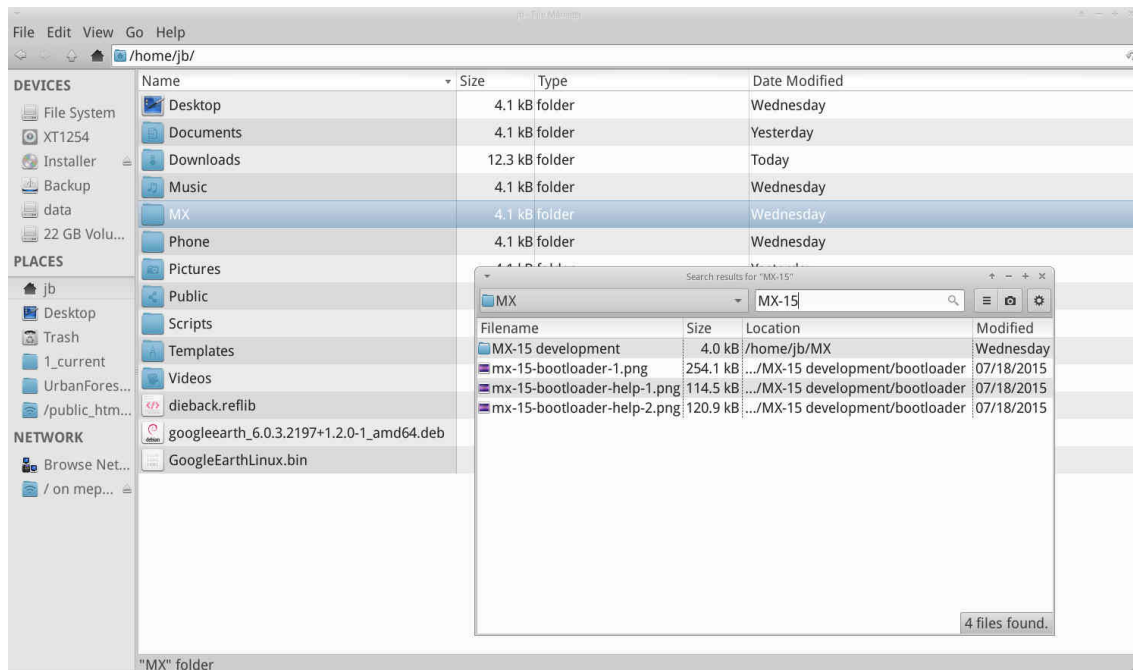 jb - File Manager
File Edit View Go Help
/home/jb/
DEVICES
File System
XT1254
Installer
Backup
data
22 GB Volu...
PLACES
jb
Desktop
Trash
1_current
UrbanFores...
/public_htm...
NETWORK
Browse Net...
/ on mep...
Name Size Type Date Modified
Desktop 4.1 kB folder Wednesday
Documents 4.1 kB folder Yesterday
Downloads 12.3 kB folder Today
Music 4.1 kB folder Wednesday
MX 4.1 kB folder Wednesday
Phone 4.1 kB folder Wednesday
Pictures
Public
Scripts
Templates
Videos
dieback.reflib
googleearth_6.0.3.2197+1.2.0-1_amd64.deb
GoogleEarthLinux.bin
Search results for "MX-15"
MX MX-15
Filename Size Location Modified
MX-15 development 4.0 kB /home/jb/MX Wednesday
mx-15-bootloader-1.png 254.1 kB .../MX-15 development/bootloader 07/18/2015
mx-15-bootloader-help-1.png 114.5 kB .../MX-15 development/bootloader 07/18/2015
mx-15-bootloader-help-2.png 120.9 kB .../MX-15 development/bootloader 07/18/2015
4 files found.
"MX" folder